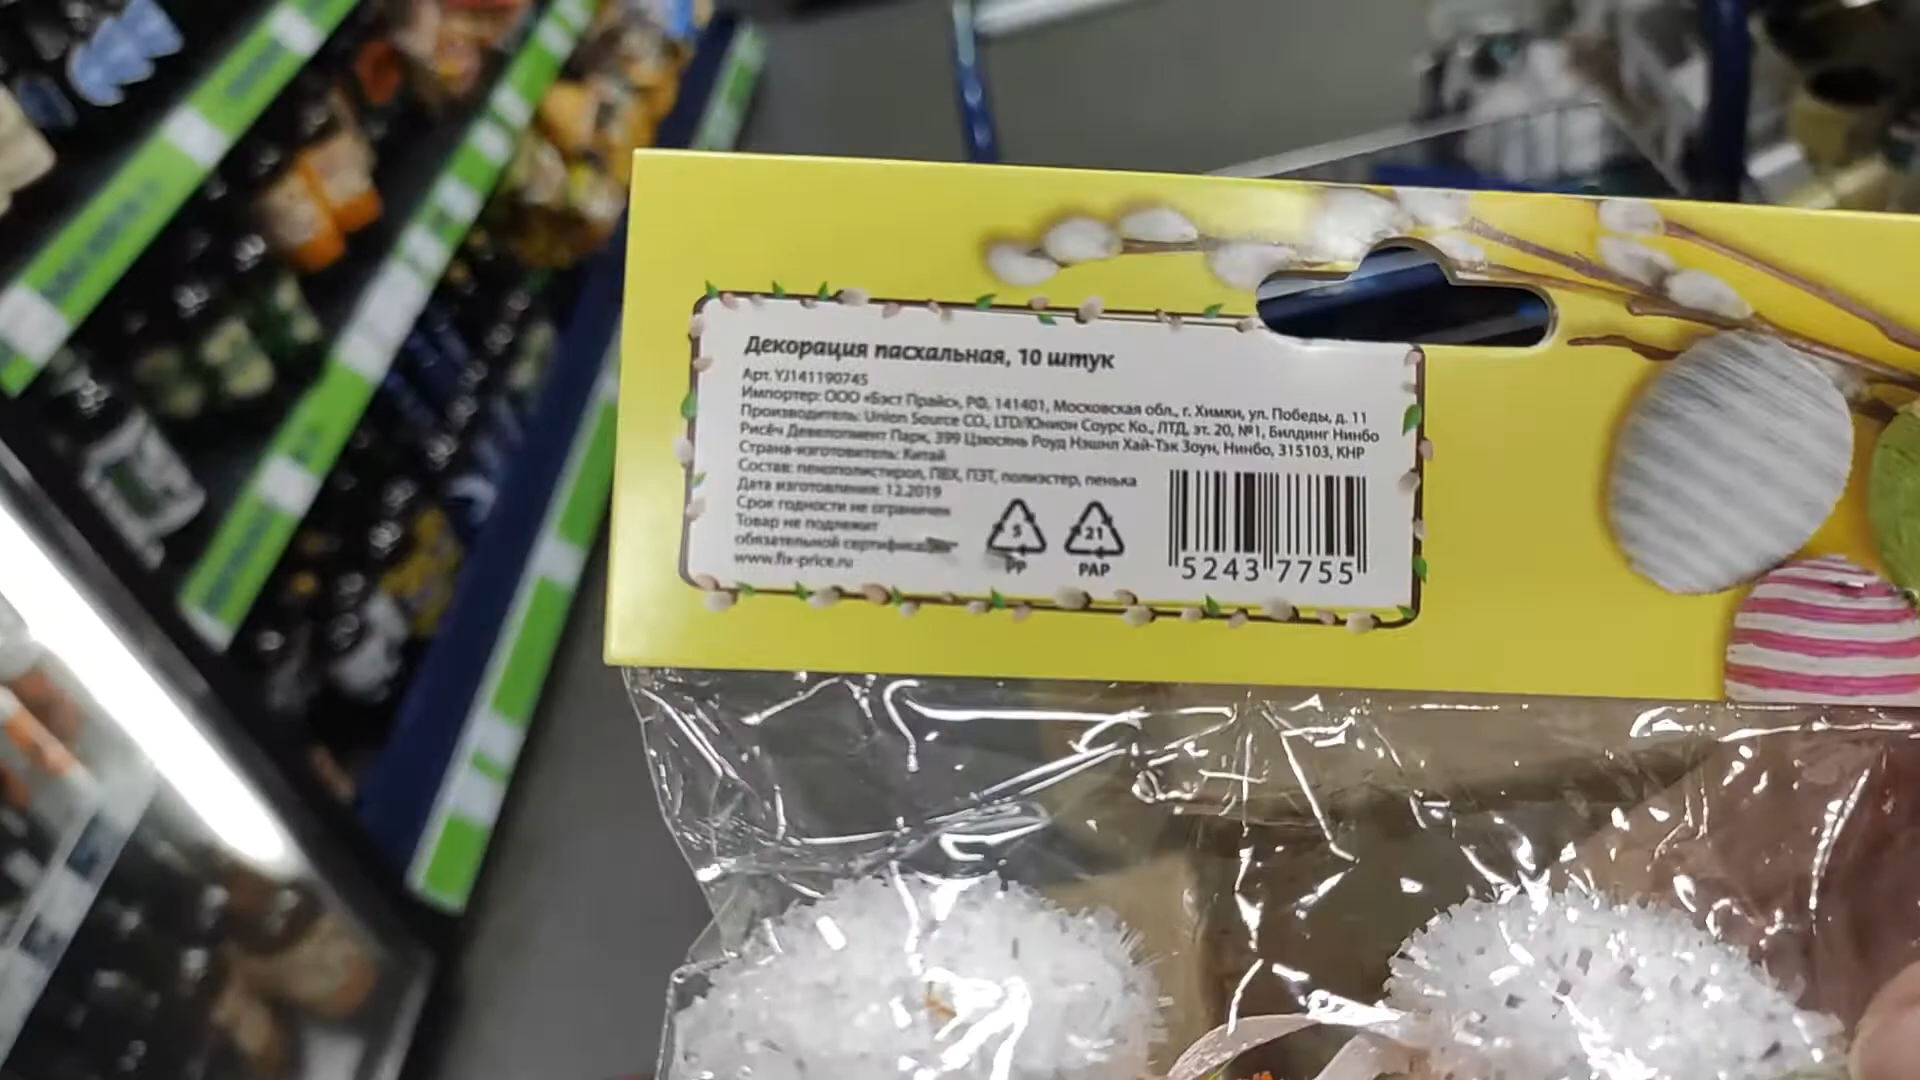 Декорация пасхальная, 10 штук
Арт. YJ141190745
Импортер: ООО «Бэст Прайс», РФ, 141401, Московская обл., г. Химки, ул. Победы, д. 11
Производитель: Union Source CO., LTD/Юнион Соурс Ко., ЛТД, эт. 20, №1, Билдинг Нинбо
Рисёч Девелопмент Парк, 399 Цзюсянь Роуд Нэшнл Хай-Тэк Зоун, Нинбо, 315103, КНР
Страна-изготовитель: Китай
Состав: пенополистирол, ПВХ, ПЭТ, полиэстер, пенька
Дата изготовления: 12.2019
Срок годности не ограничен
Товар не подлежит
обязательной
www.fix-price.ru
5
PP
21
PAP
5243 7755